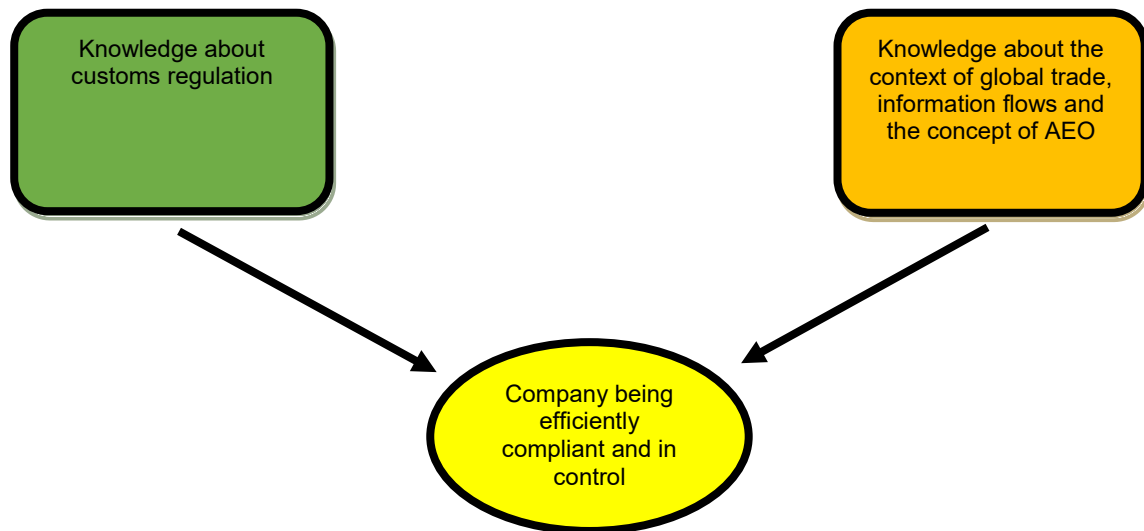 Knowledge about
customs regulation
Knowledge about the
context of global trade,
information flows and
the concept of AEO
Company being
efficiently
compliant and in
control